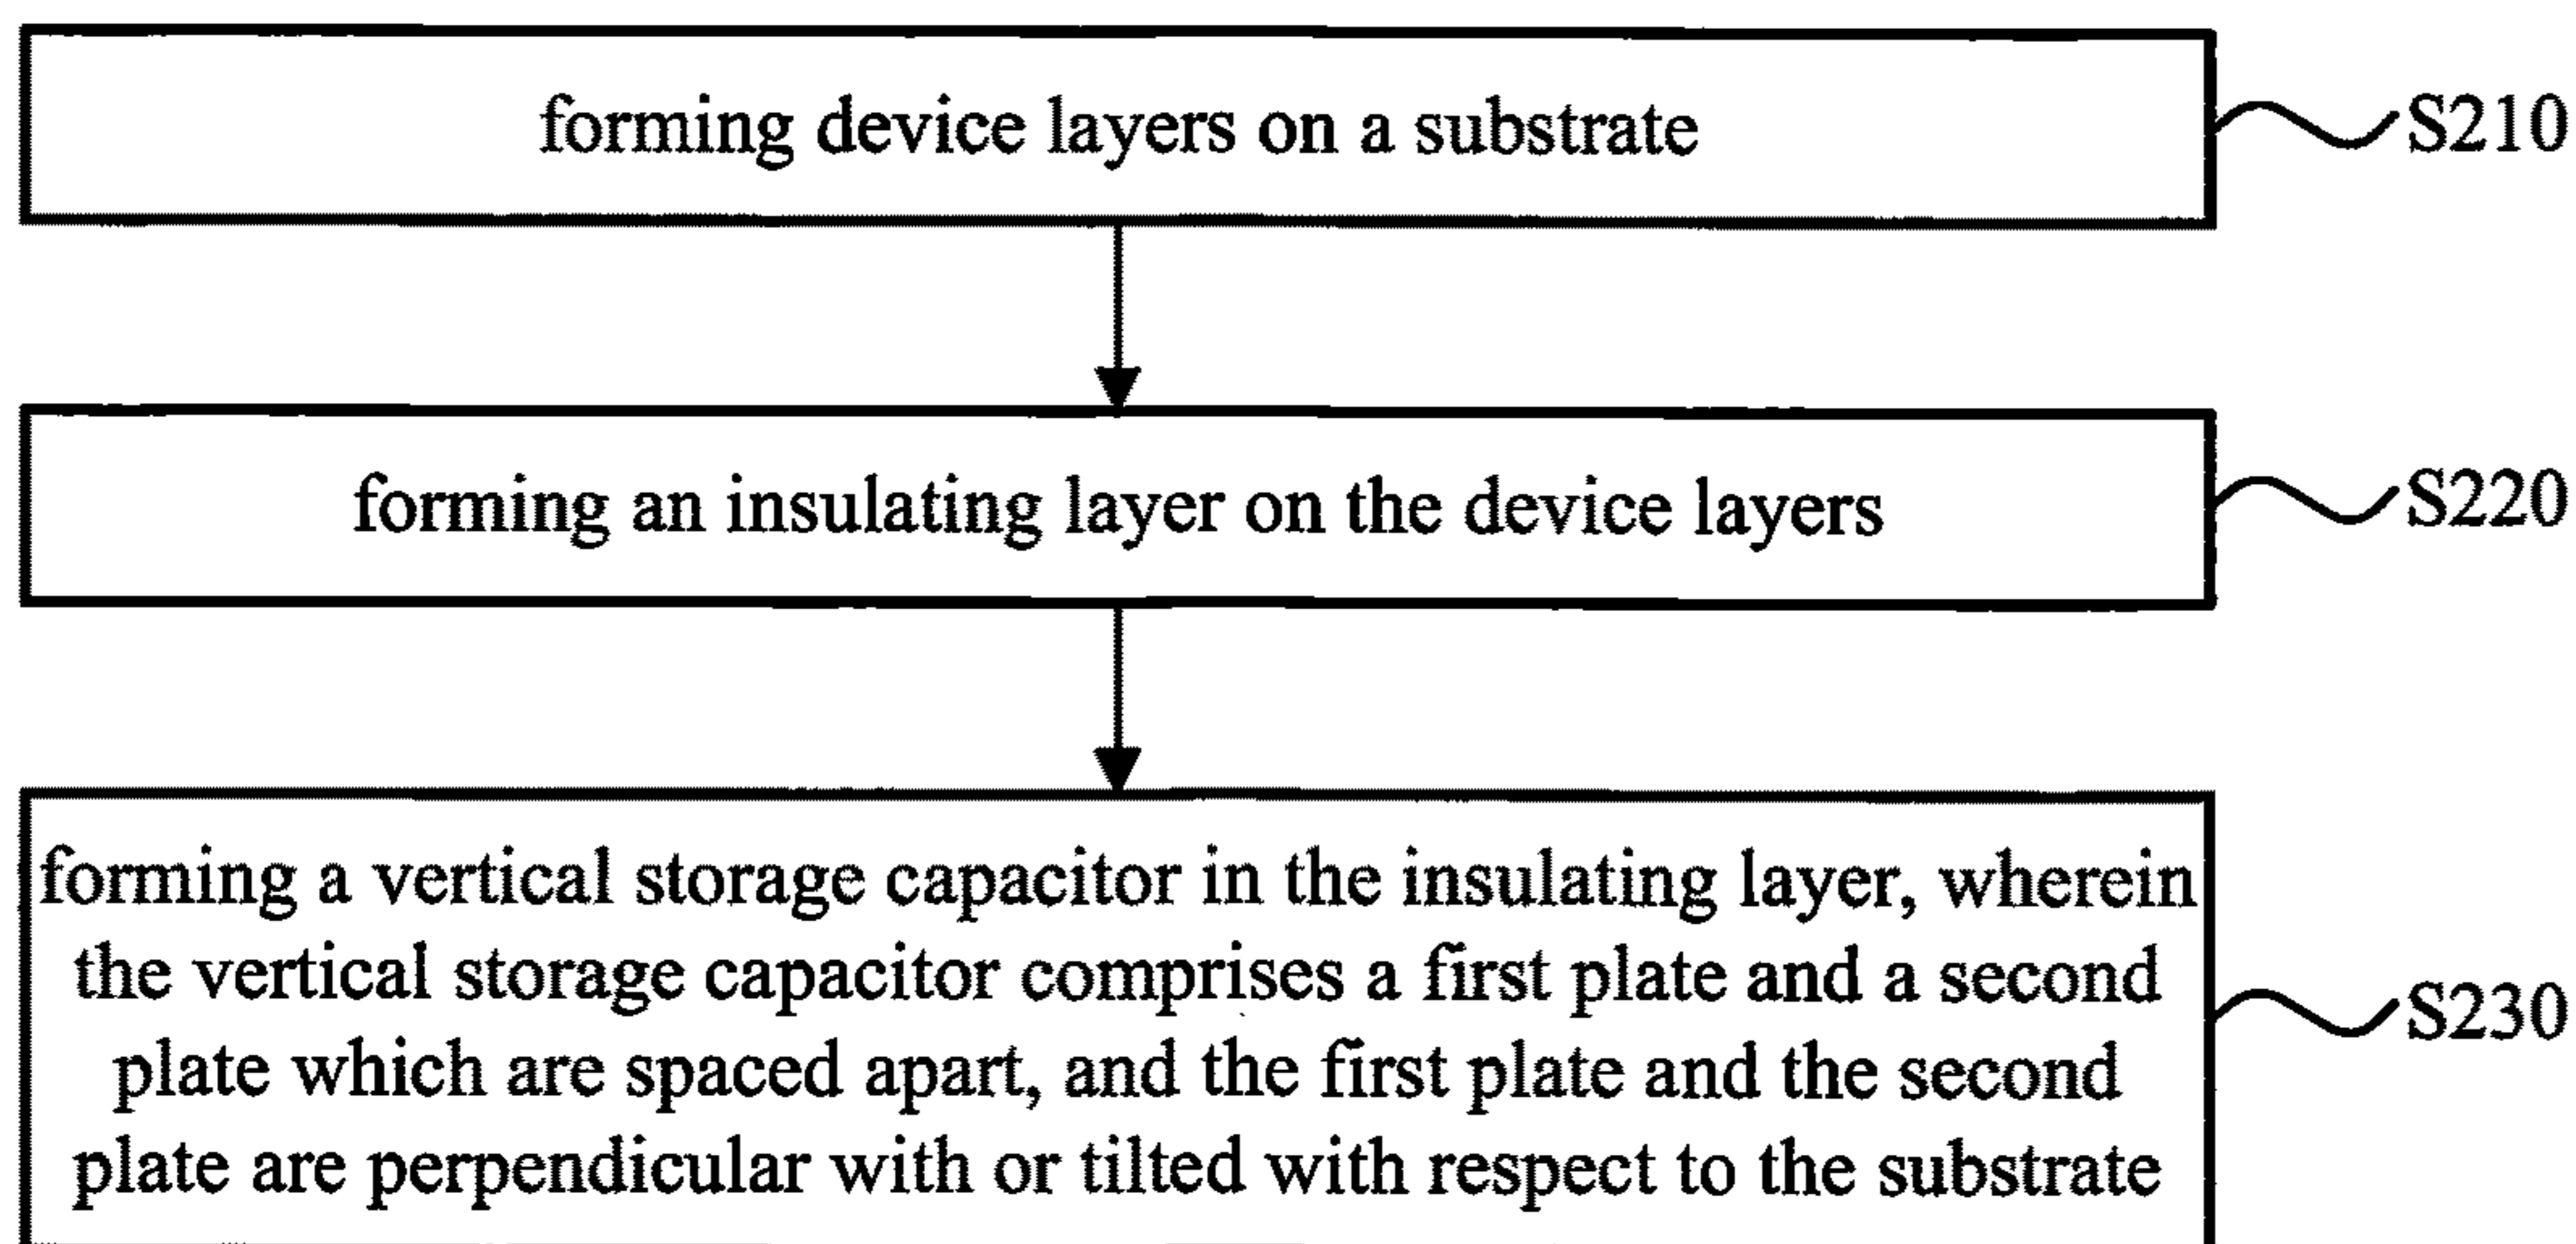 forming device layers on a substrate
S210
forming an insulating layer on the device layers
S220
forming a vertical storage capacitor in the insulating layer, wherein
the vertical storage capacitor comprises a first plate and a second
plate which are spaced apart, and the first plate and the second
plate are perpendicular with or tilted with respect to the substrate
S230